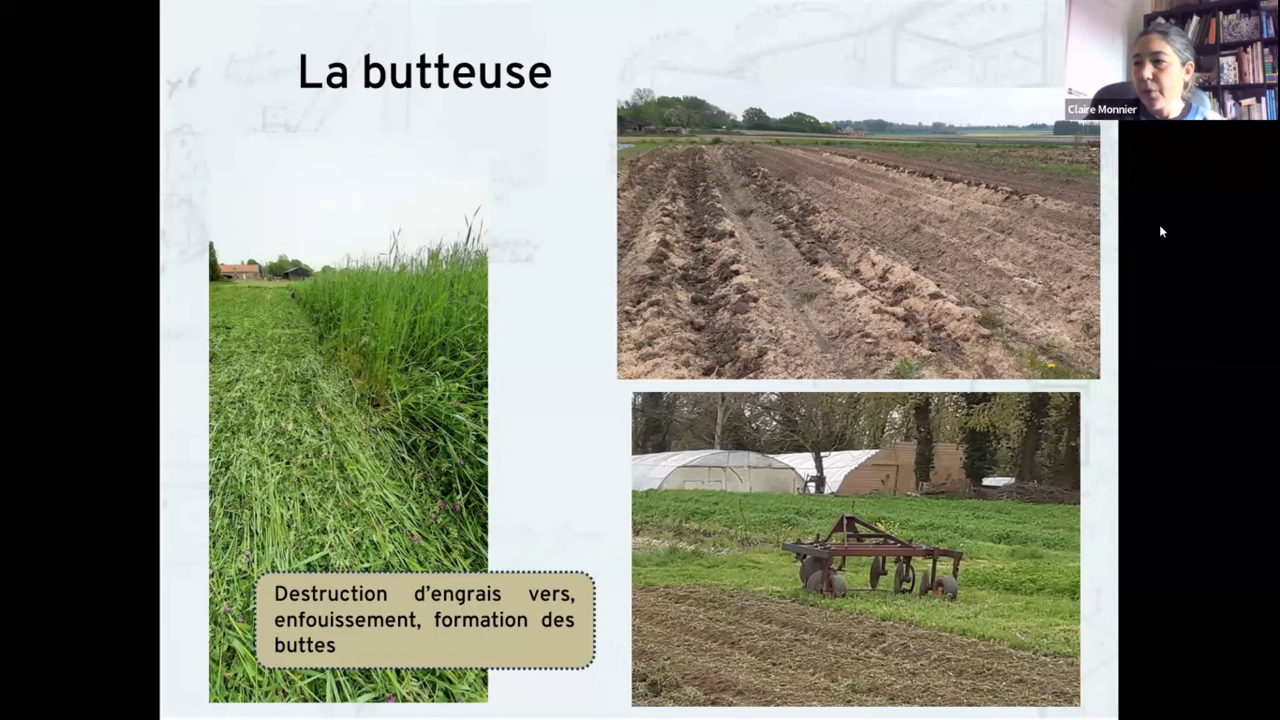 La butteuse
Claire Monnier
Destruction d'engrais vers,
enfouissement, formation des
buttes